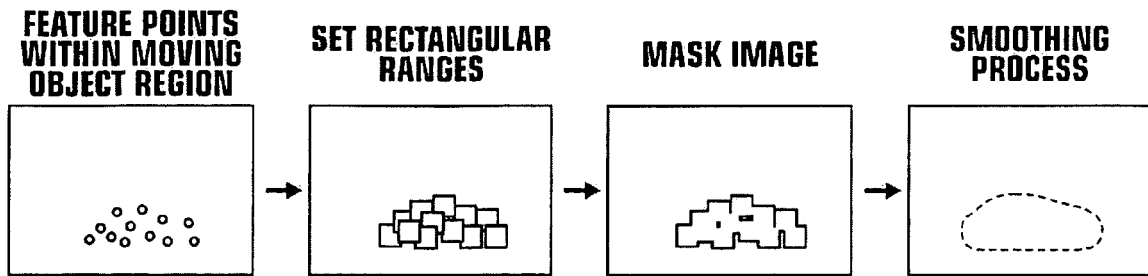 FEATURE POINTS
WITHIN MOVING
OBJECT REGION
SET RECTANGULAR
RANGES
MASK IMAGE
SMOOTHING
PROCESS